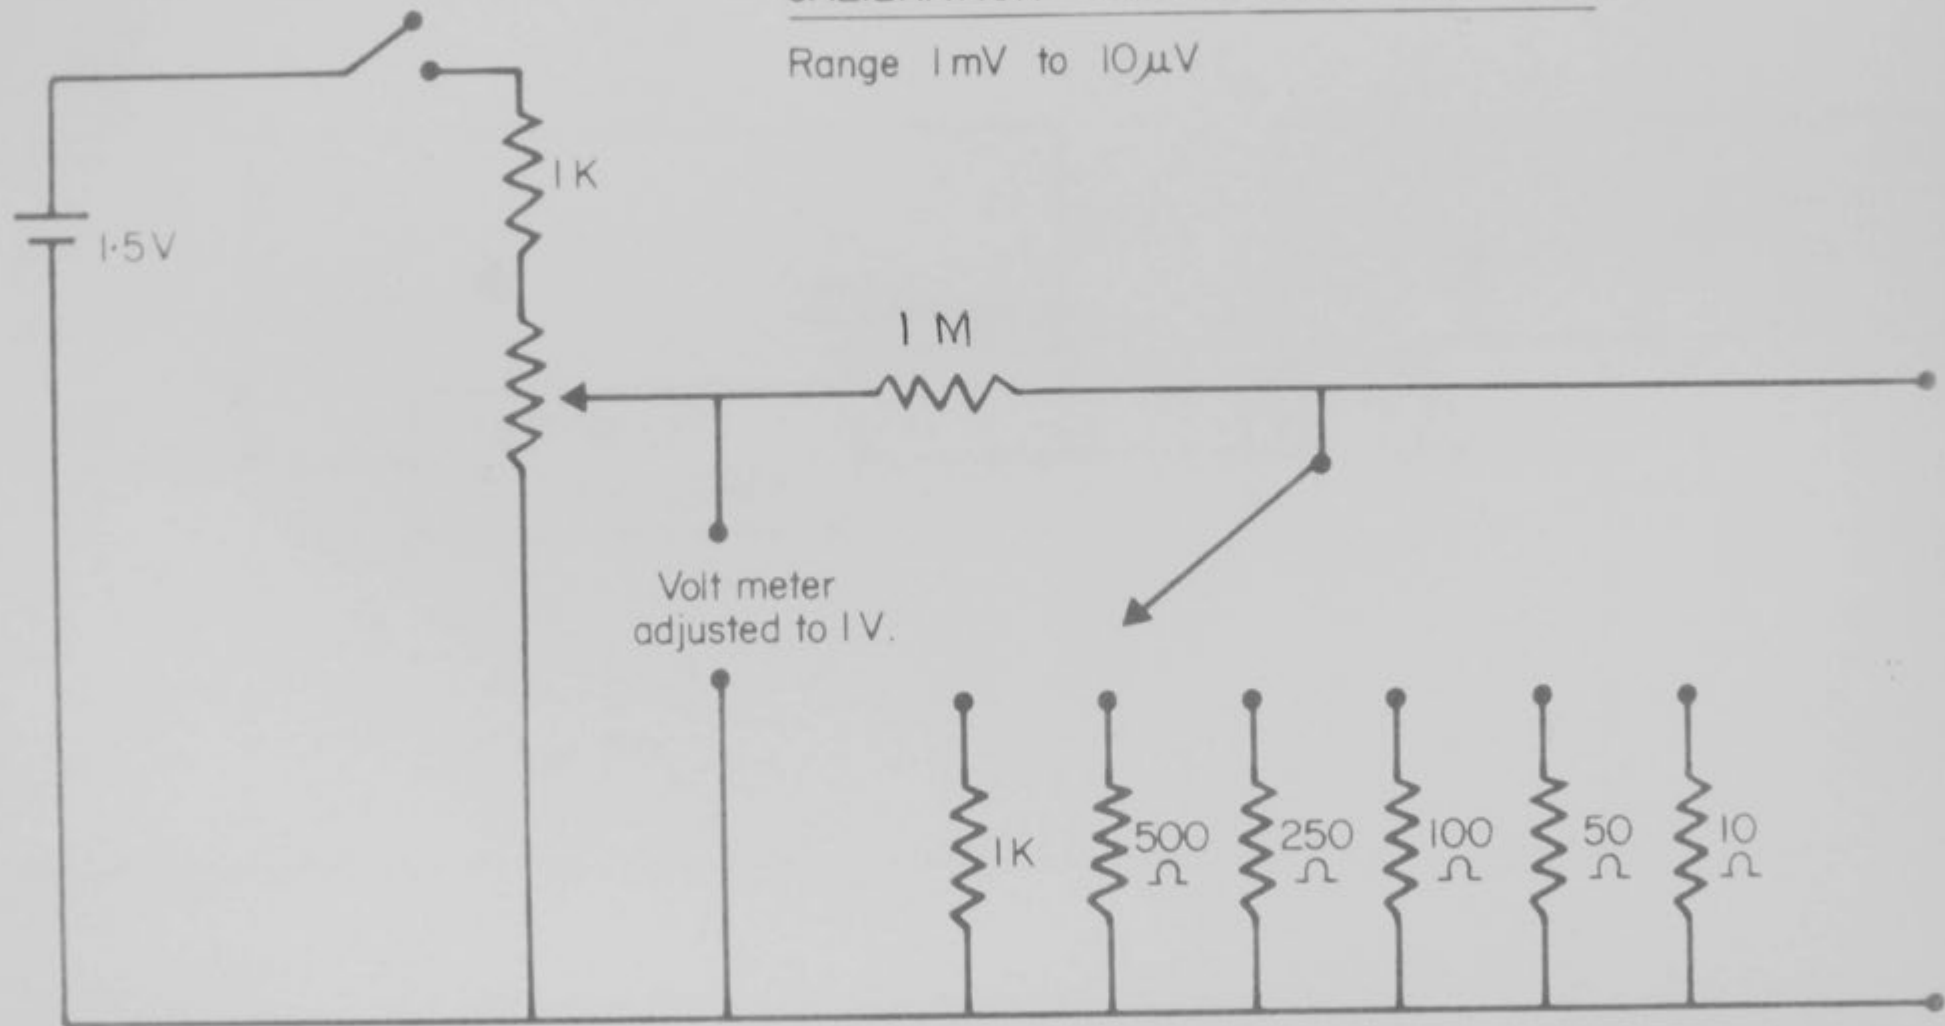 Range 1mV to 10μV
1K
1·5V
1 M
Volt meter
adjusted to 1V.
1K
500
Ω
250
Ω
100
Ω
50
Ω
10
Ω